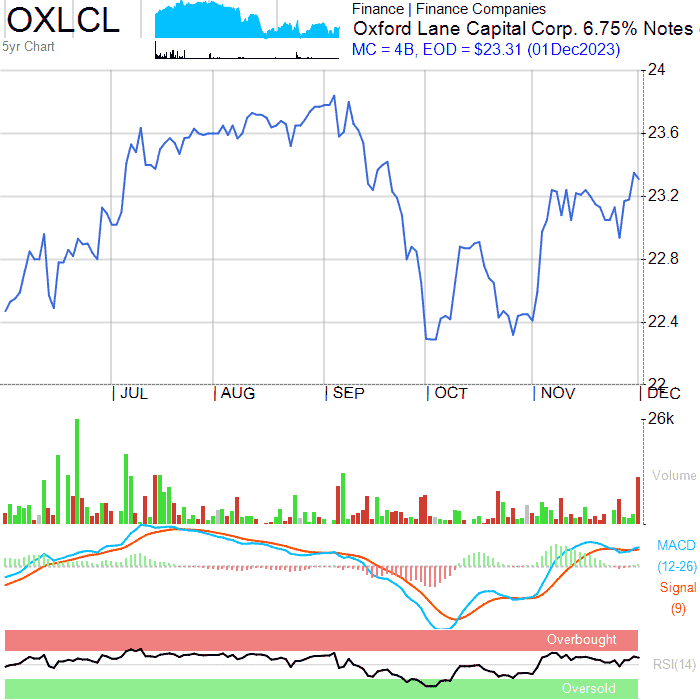 OXLCL
5yr Chart
Finance | Finance Companies
Oxford Lane Capital Corp. 6.75% Notes
MC = 4B, EOD = $23.31 (01Dec2023)
24
23.6
23.2
22.8
22.4
22
JUL AUG SEP OCT NOV DEC
26k
Volume
MACD
(12-26)
Signal
(9)
Overbought
RSI(14)
Oversold